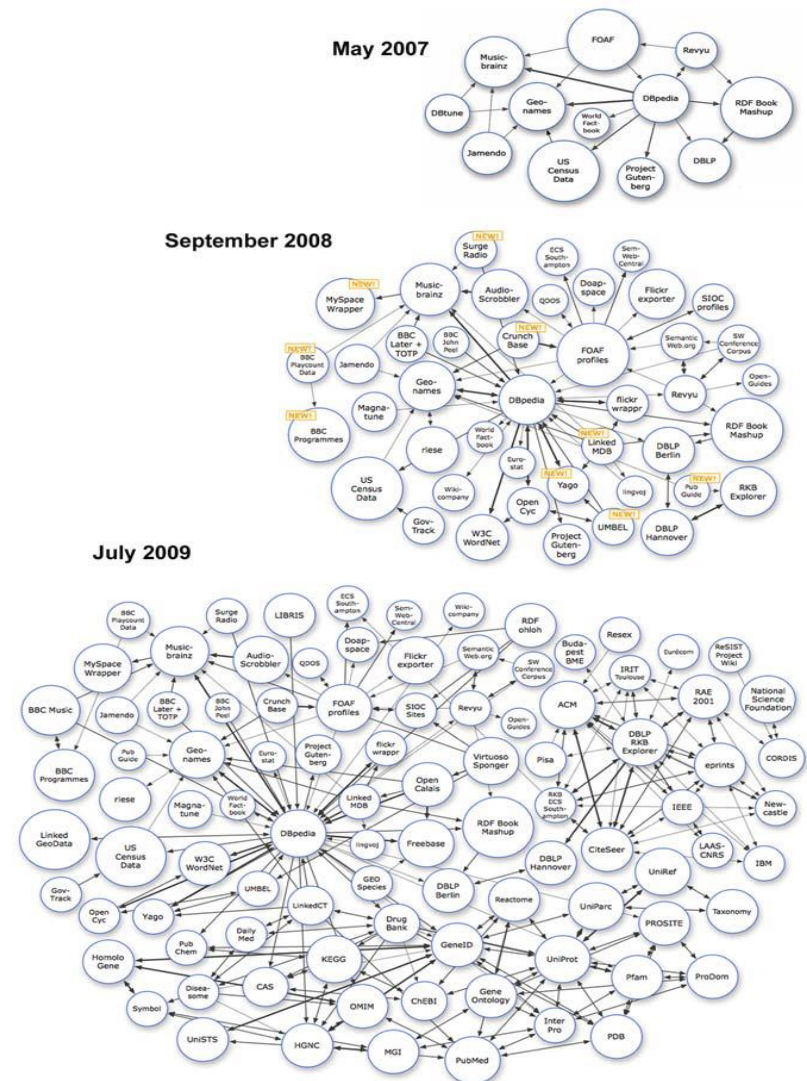 May 2007
FOAF
Revyu
Music-
brainz
DBpedia
Geo-
names
RDF Book
Mashup
DBtune
World
Fact-
book
Jamendo
US
Census
Data
Project
Guten-
berg
DBLP
September 2008
NEW!
Surge
Radio
ECS
South-
ampton
Sem-
Web-
Central
NEW!
MySpace
Wrapper
Music-
brainz
Audio-
Scrobbler
QDOS
Doap-
space
Flickr
exporter
SIOC
profiles
NEW!
BBC
Playcount
Data
Jamendo
BBC
Later +
TOTP
BBC
John
Peel
NEW!
Crunch
Base
FOAF
profiles
Semantic
Web.org
SW
Conference
Corpus
Geo-
names
DBpedia
flickr
wrappr
Revyu
Open-
Guides
NEW!
BBC
Programmes
Magna-
tune
riese
World
Fact-
book
Euro-
stat
NEW!
Linked
MDB
DBLP
Berlin
RDF Book
Mashup
US
Census
Data
Wiki-
company
Open
Cyc
NEW!
Yago
lingvoj
NEW!
Pub
Guide
RKB
Explorer
Gov-
Track
W3C
WordNet
Project
Guten-
berg
NEW!
UMBEL
DBLP
Hannover
July 2009
BBC
Playcount
Data
Surge
Radio
LIBRIS
ECS
South-
ampton
Sem-
Web-
Central
Wiki-
company
RDF
ohloh
Resex
MySpace
Wrapper
Music-
brainz
Audio-
Scrobbler
QDOS
Doap-
space
Flickr
exporter
Semantic
Web.org
SW
Conference
Corpus
Buda-
pest
BME
IRIT
Toulouse
Eurécom
ReSIST
Project
Wiki
BBC Music
Jamendo
BBC
Later +
TOTP
BBC
John
Peel
Crunch
Base
FOAF
profiles
SIOC
Sites
Revyu
Open-
Guides
ACM
RAE
2001
National
Science
Foundation
BBC
Programmes
Pub
Guide
Geo-
names
Euro-
stat
Project
Guten-
berg
flickr
wrappr
Virtuoso
Sponger
Pisa
DBLP
RKB
Explorer
eprints
CORDIS
riese
Magna-
tune
World
Fact-
book
Linked
MDB
Open
Calais
RKB
ECS
South-
ampton
IEEE
New-
castle
Linked
GeoData
US
Census
Data
W3C
WordNet
DBpedia
lingvoj
Freebase
RDF Book
Mashup
DBLP
Hannover
CiteSeer
LAAS-
CNRS
IBM
Gov-
Track
Open
Cyc
Yago
UMBEL
LinkedCT
GEO
Species
DBLP
Berlin
Reactome
UniParc
UniRef
Taxonomy
Homolo
Gene
Pub
Chem
Daily
Med
Drug
Bank
GeneID
UniProt
PROSITE
Symbol
Disea-
some
CAS
KEGG
OMIM
ChEBI
Gene
Ontology
Pfam
ProDom
UniSTS
HGNC
MGI
PubMed
Inter
Pro
PDB